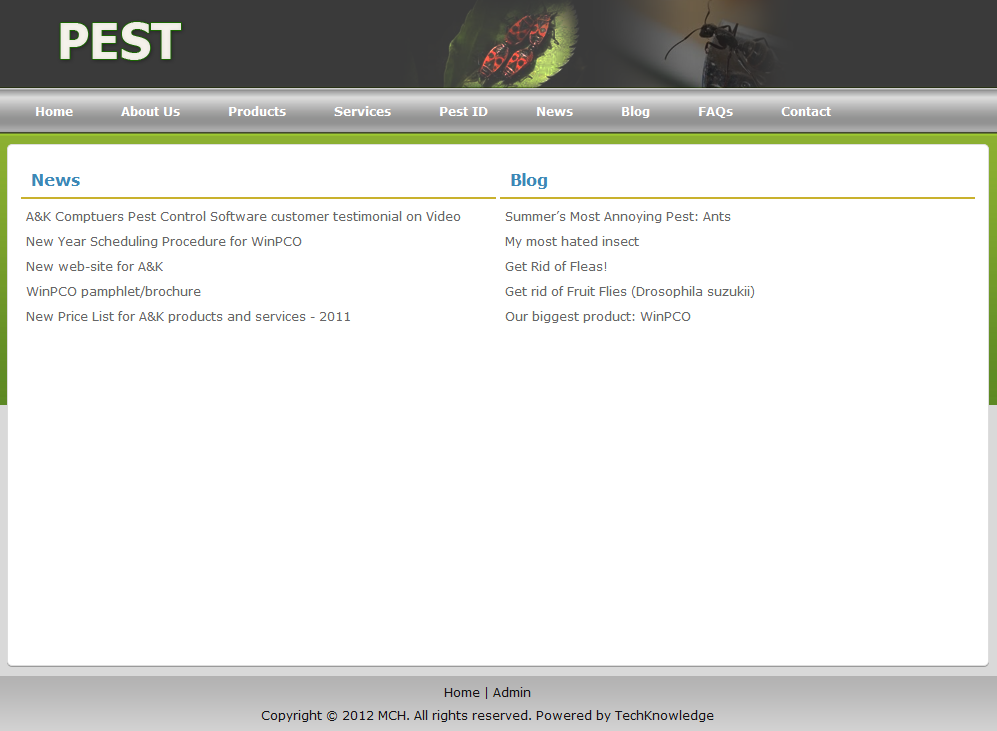 PEST
Home About Us Products Services Pest ID News Blog FAQs Contact
News
A&K Comptuers Pest Control Software customer testimonial on Video
New Year Scheduling Procedure for WinPCO
New web-site for A&K
WinPCO pamphlet/brochure
New Price List for A&K products and services - 2011
Blog
Summer’s Most Annoying Pest: Ants
My most hated insect
Get Rid of Fleas!
Get rid of Fruit Flies (Drosophila suzukii)
Our biggest product: WinPCO
Home | Admin
Copyright © 2012 MCH. All rights reserved. Powered by TechKnowledge